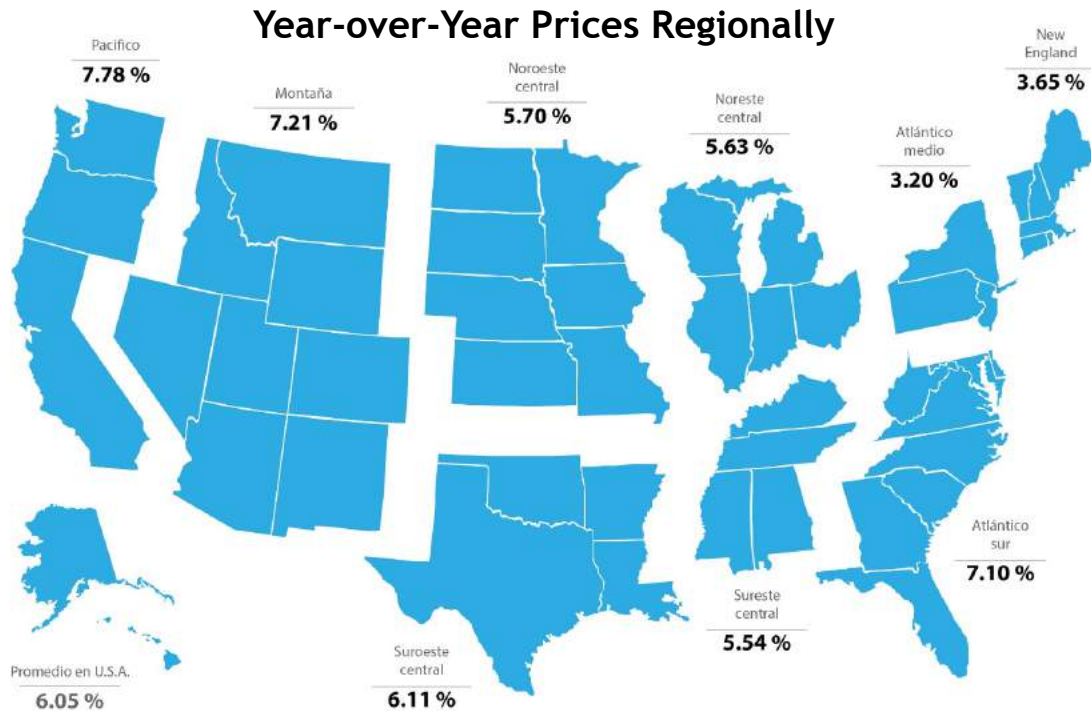 Year-over-Year Prices Regionally
Pacífico
7.78 %
Montaña
7.21 %
Noroeste
central
5.70 %
Noreste
central
5.63 %
Atlántico
medio
3.20 %
New
England
3.65 %
Atlántico
sur
7.10 %
Sureste
central
5.54 %
Suroeste
central
6.11 %
Promedio en U.S.A.
6.05 %